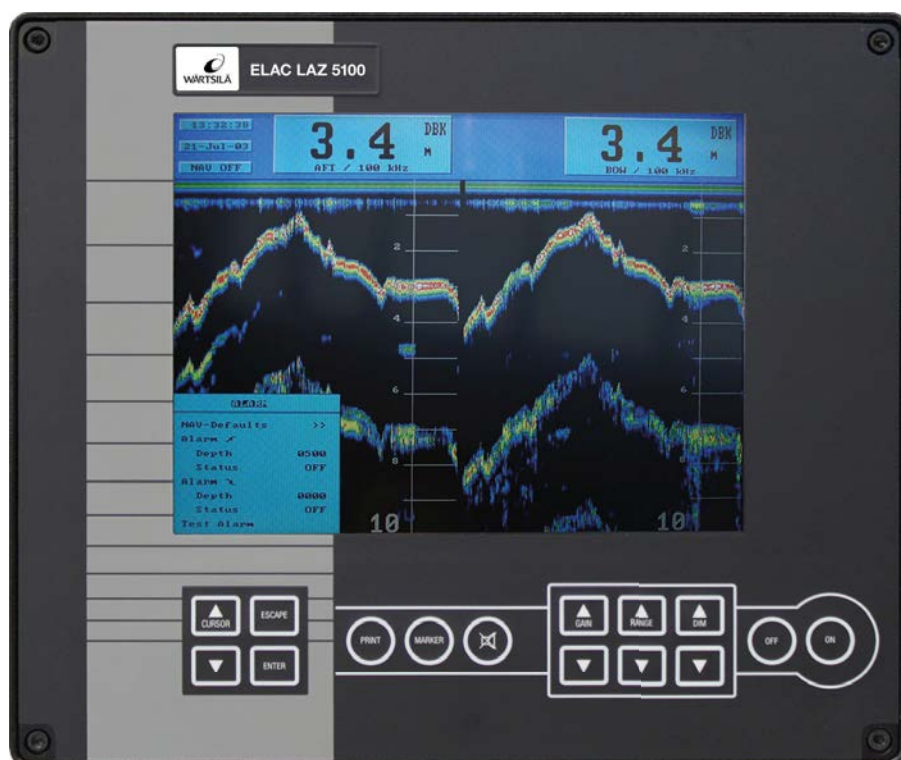 WÄRTSILÄ
ELAC LAZ 5100
13:32:38
21-Jul-03
NAV OFF
3.4
DBK
M
AFT / 100 kHz
3.4
DBK
M
BOW / 100 kHz
2
4
6
8
10
2
4
6
8
10
ALARM
NAV-Defaults >>
Alarm
Depth 0500
Status OFF
Alarm
Depth 0000
Status OFF
Test Alarm
CURSOR
ESCAPE
ENTER
PRINT
MARKER
GAIN
RANGE
DIM
OFF
ON